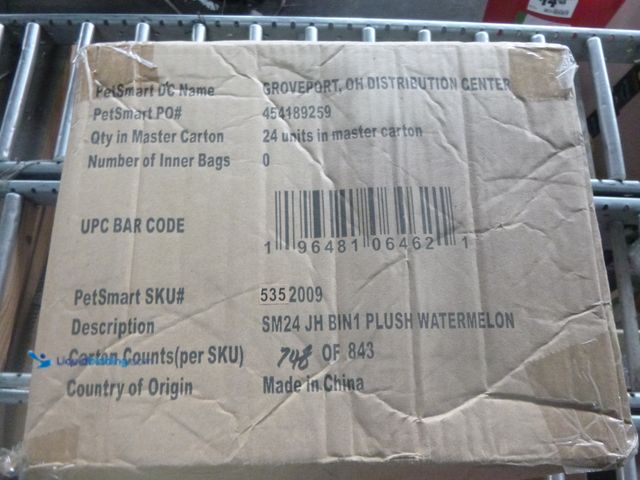 PetSmart DC Name GROVEPORT, OH DISTRIBUTION CENTER
PetSmart PO# 454189259
Qty in Master Carton 24 units in master carton
Number of Inner Bags 0
UPC BAR CODE
1 96481 06462 1
PetSmart SKU# 5352009
Description SM24 JH BIN1 PLUSH WATERMELON
Carton Counts(per SKU) 748 OF 843
Country of Origin Made in China